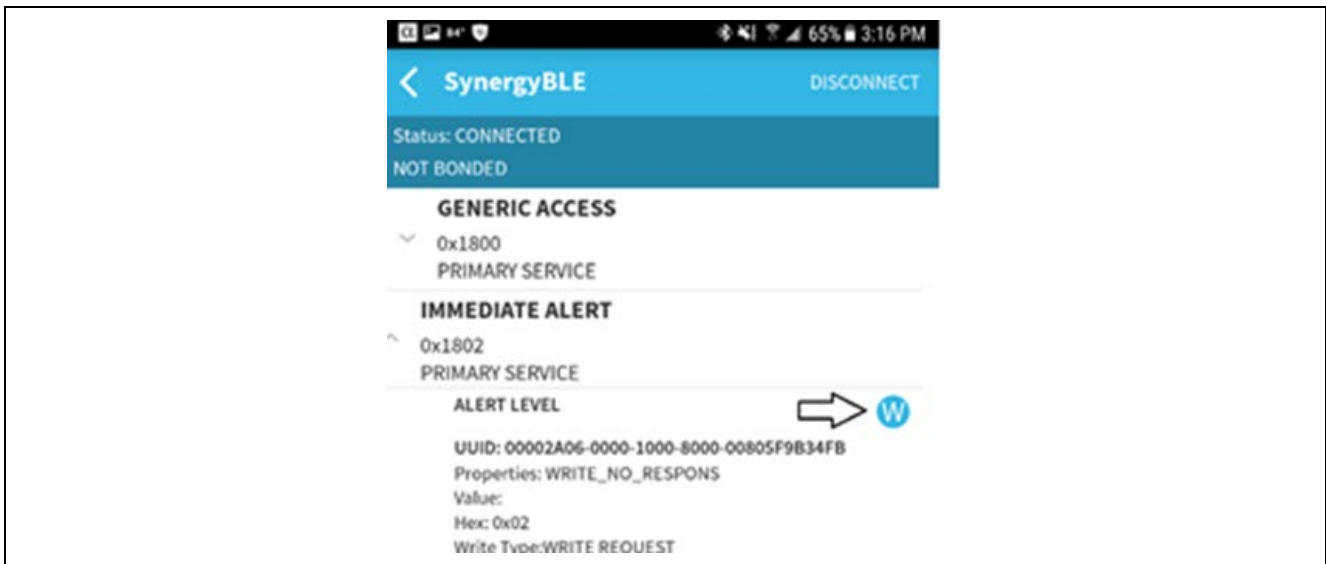 84° 65% 3:16 PM
SynergyBLE DISCONNECT
Status: CONNECTED
NOT BONDED
GENERIC ACCESS
0x1800
PRIMARY SERVICE
IMMEDIATE ALERT
0x1802
PRIMARY SERVICE
ALERT LEVEL W
UUID: 00002A06-0000-1000-8000-00805F9B34FB
Properties: WRITE_NO_RESPONS
Value:
Hex: 0x02
Write Type:WRITE REQUEST